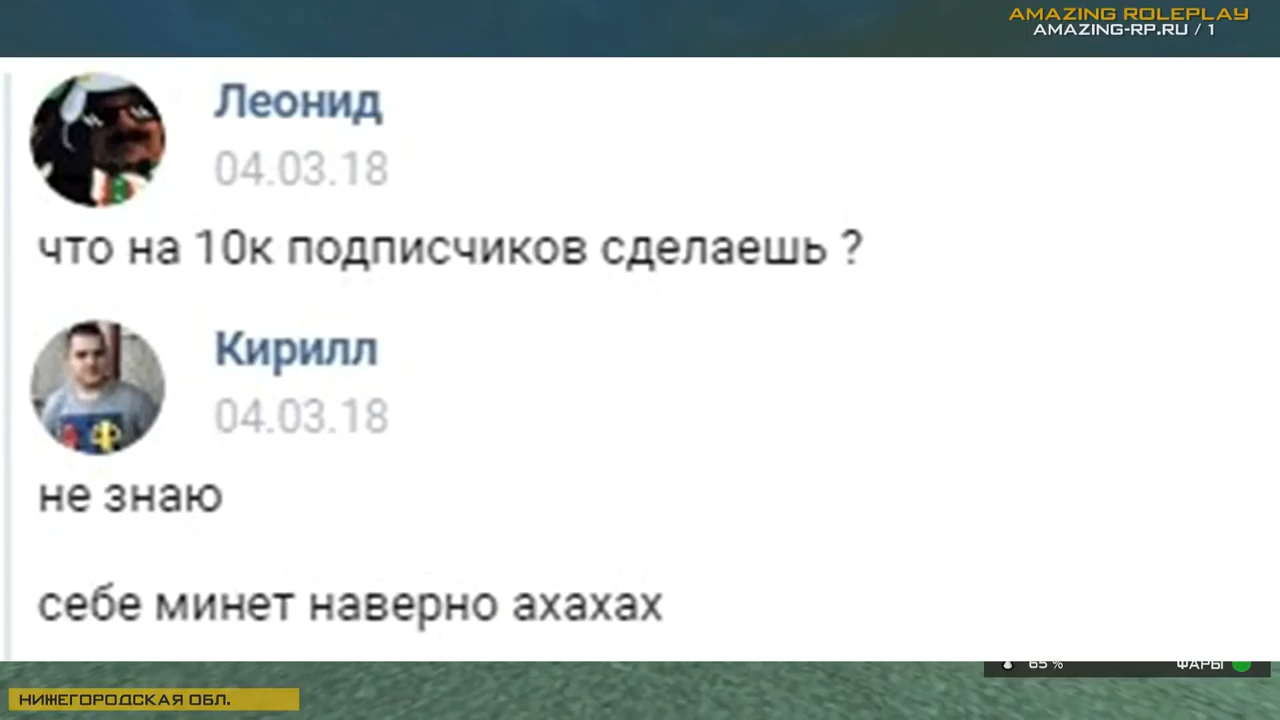 AMAZING ROLEPLAY
AMAZING-RP.RU / 1
Леонид
04.03.18
что на 10к подписчиков сделаешь ?
Кирилл
04.03.18
не знаю
себе минет наверно ахахах
65 % ФАРЫ
НИЖЕГОРОДСКАЯ ОБЛ.